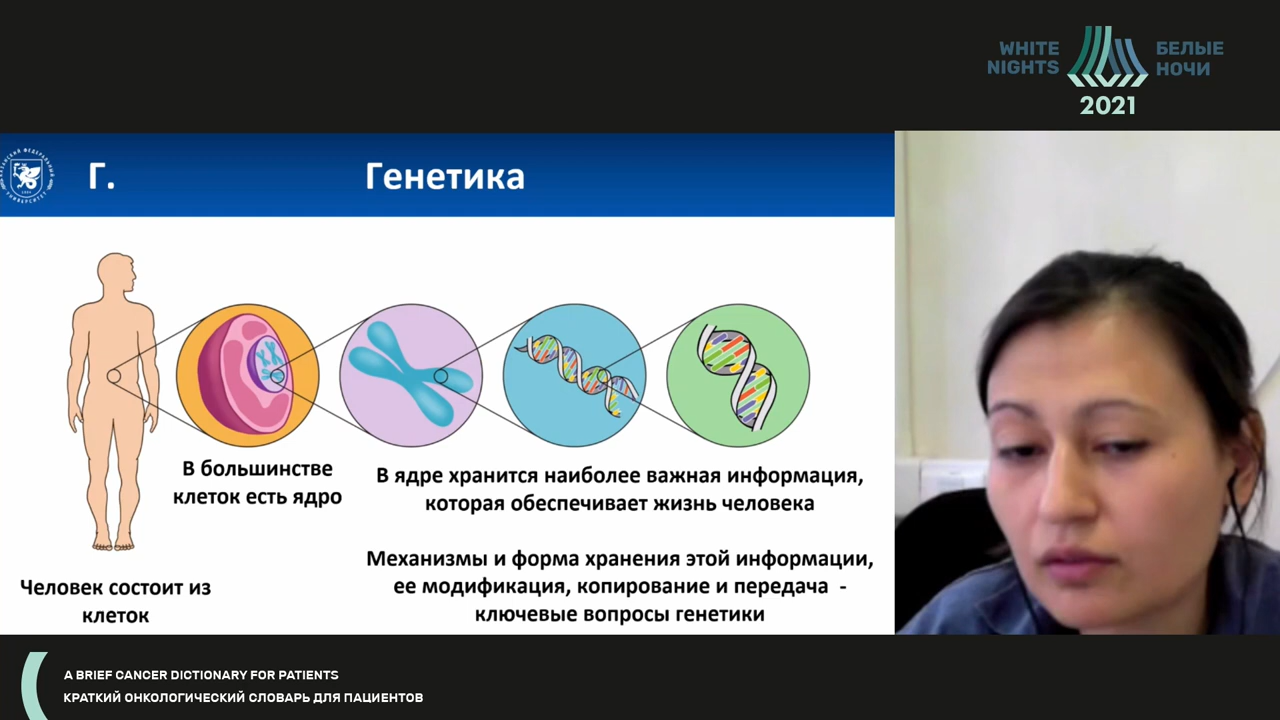 WHITE
NIGHTS
БЕЛЫЕ
НОЧИ
2021
Г.
Генетика
В большинстве
клеток есть ядро
В ядре хранится наиболее важная информация,
которая обеспечивает жизнь человека
Механизмы и форма хранения этой информации,
ее модификация, копирование и передача -
ключевые вопросы генетики
Человек состоит из
клеток
A BRIEF CANCER DICTIONARY FOR PATIENTS
КРАТКИЙ ОНКОЛОГИЧЕСКИЙ СЛОВАРЬ ДЛЯ ПАЦИЕНТОВ